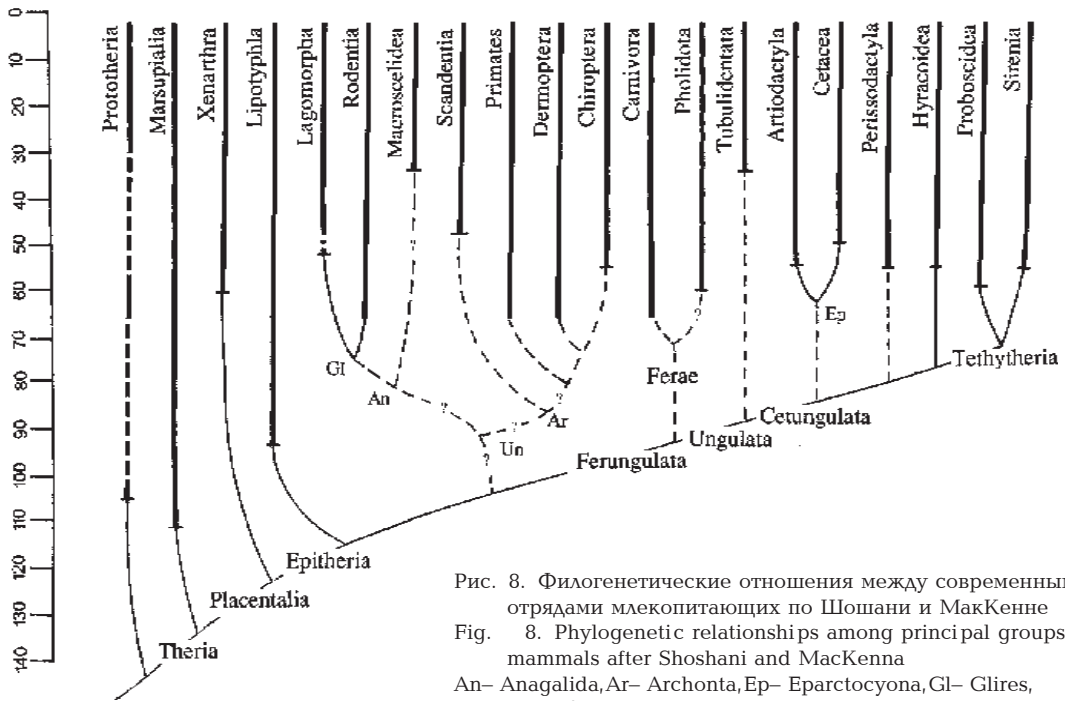 0
10
20
30
40
50
60
70
80
90
100
110
120
130
140
Prototheria
Marsupialia
Xenarthra
Lipotyphla
Lagomorpha
Rodentia
Macroscelidea
Scandentia
Primates
Dermoptera
Chiroptera
Carnivora
Pholidota
Tubulidentata
Artiodactyla
Cetacea
Perissodactyla
Hyracoidea
Proboscidea
Sirenia
?
?
Ep
Gl
An
Ferae
Tethytheria
?
?
Ar
Cetungulata
?
Un
Ungulata
?
Ferungulata
Epitheria
Placentalia
Theria
Рис. 8. Филогенетические отношения между современны
отрядами млекопитающих по Шошани и МакКенне
Fig. 8. Phylogenetic relationships among principal groups
mammals after Shoshani and MacKenna
An– Anagalida, Ar– Archonta, Ep– Eparctocyona, Gl– Glires,